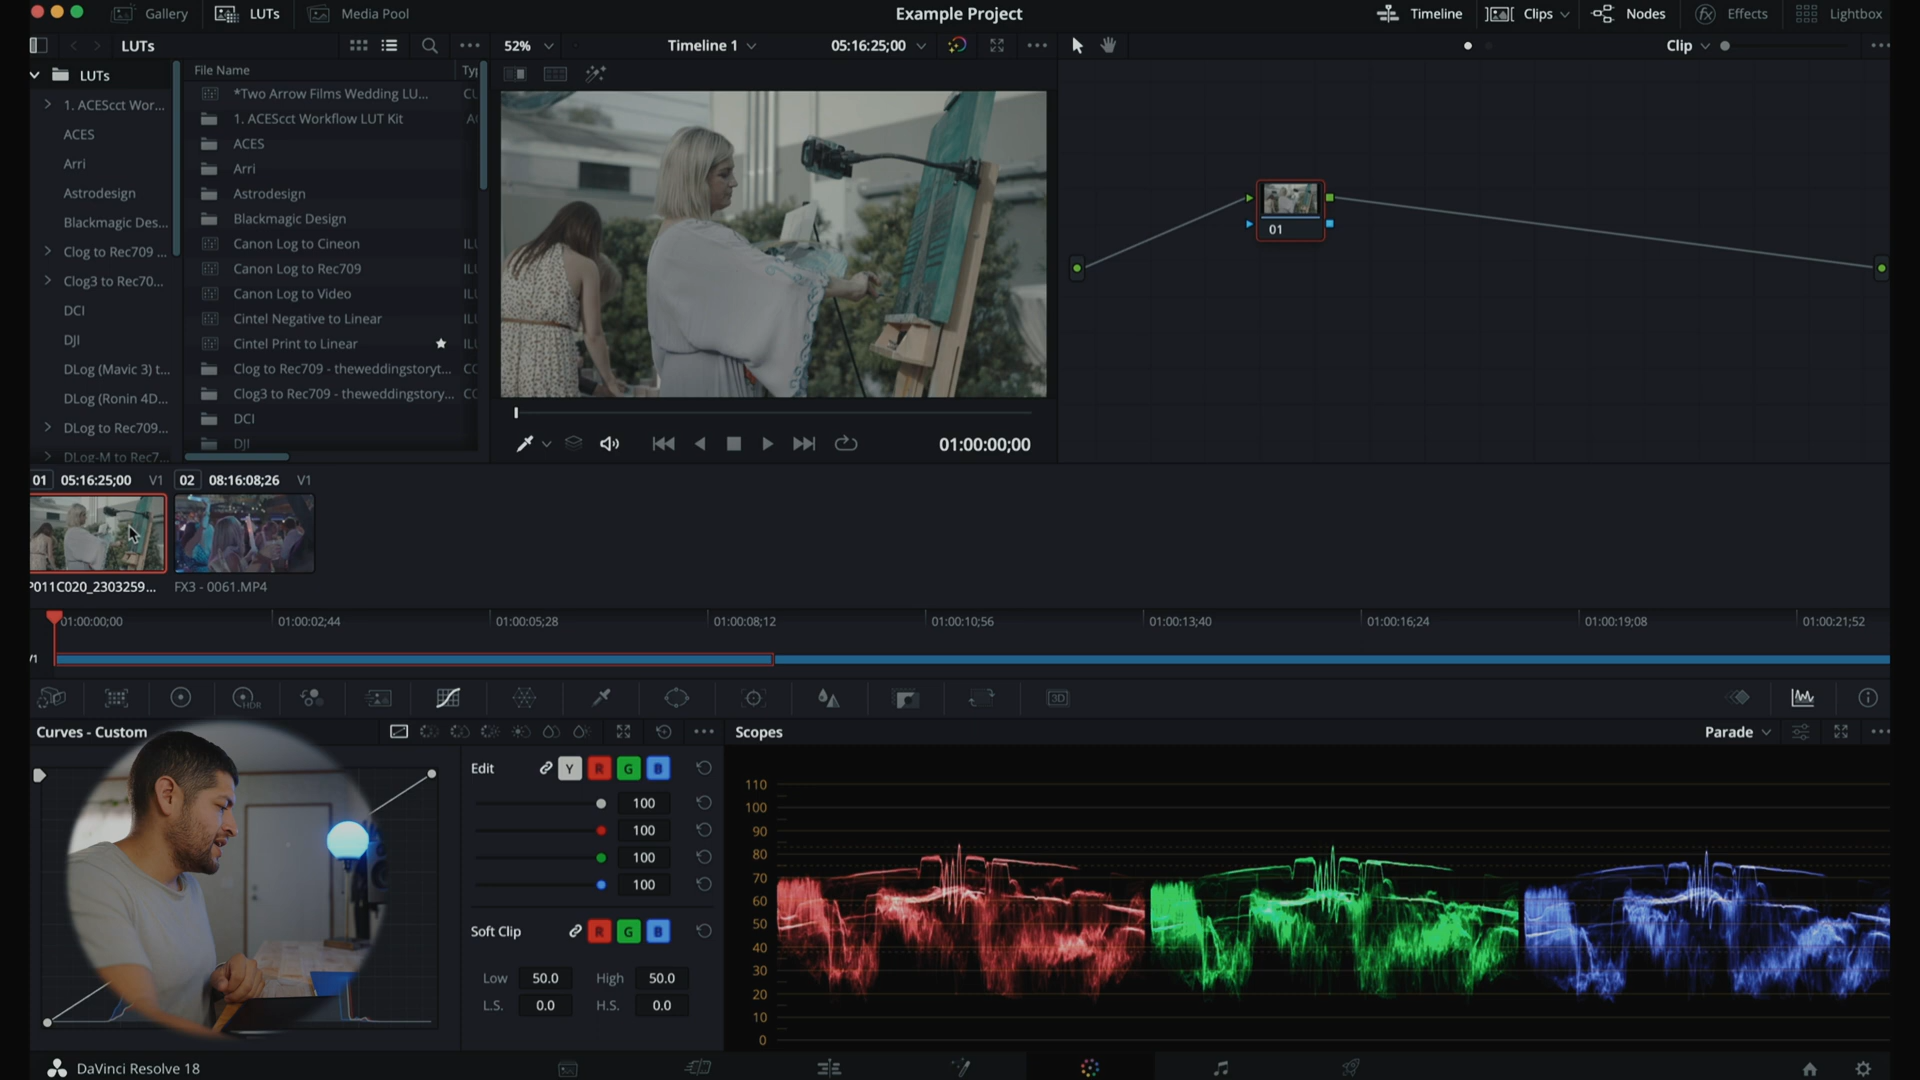 Gallery LUTs Media Pool Example Project Timeline Clips Nodes Effects Lightbox
LUTs 52% Timeline 1 05:16:25;00 Clip
LUTs
1. ACEScct Wor...
ACES
Arri
Astrodesign
Blackmagic Des...
Clog to Rec709 ...
Clog3 to Rec70...
DCI
DJI
DLog (Mavic 3) t...
DLog (Ronin 4D...
DLog to Rec709...
DLog-M to Rec7...
File Name
*Two Arrow Films Wedding LU...
1. ACEScct Workflow LUT Kit
ACES
Arri
Astrodesign
Blackmagic Design
Canon Log to Cineon
Canon Log to Rec709
Canon Log to Video
Cintel Negative to Linear
Cintel Print to Linear
Clog to Rec709 - theweddingstoryt...
Clog3 to Rec709 - theweddingstory...
DCI
DJI
01:00:00;00
01
01 05:16:25;00 V1 02 08:16:08;26 V1
P011C020_2303259... FX3 - 0061.MP4
01:00:00;00 01:00:02;44 01:00:05;28 01:00:08;12 01:00:10;56 01:00:13;40 01:00:16;24 01:00:19;08 01:00:21;52
V1
HDR 3D
Curves - Custom
Edit Y R G B
100
100
100
100
Soft Clip R G B
Low 50.0 High 50.0
L.S. 0.0 H.S. 0.0
Scopes Parade
110
100
90
80
70
60
50
40
30
20
10
0
DaVinci Resolve 18